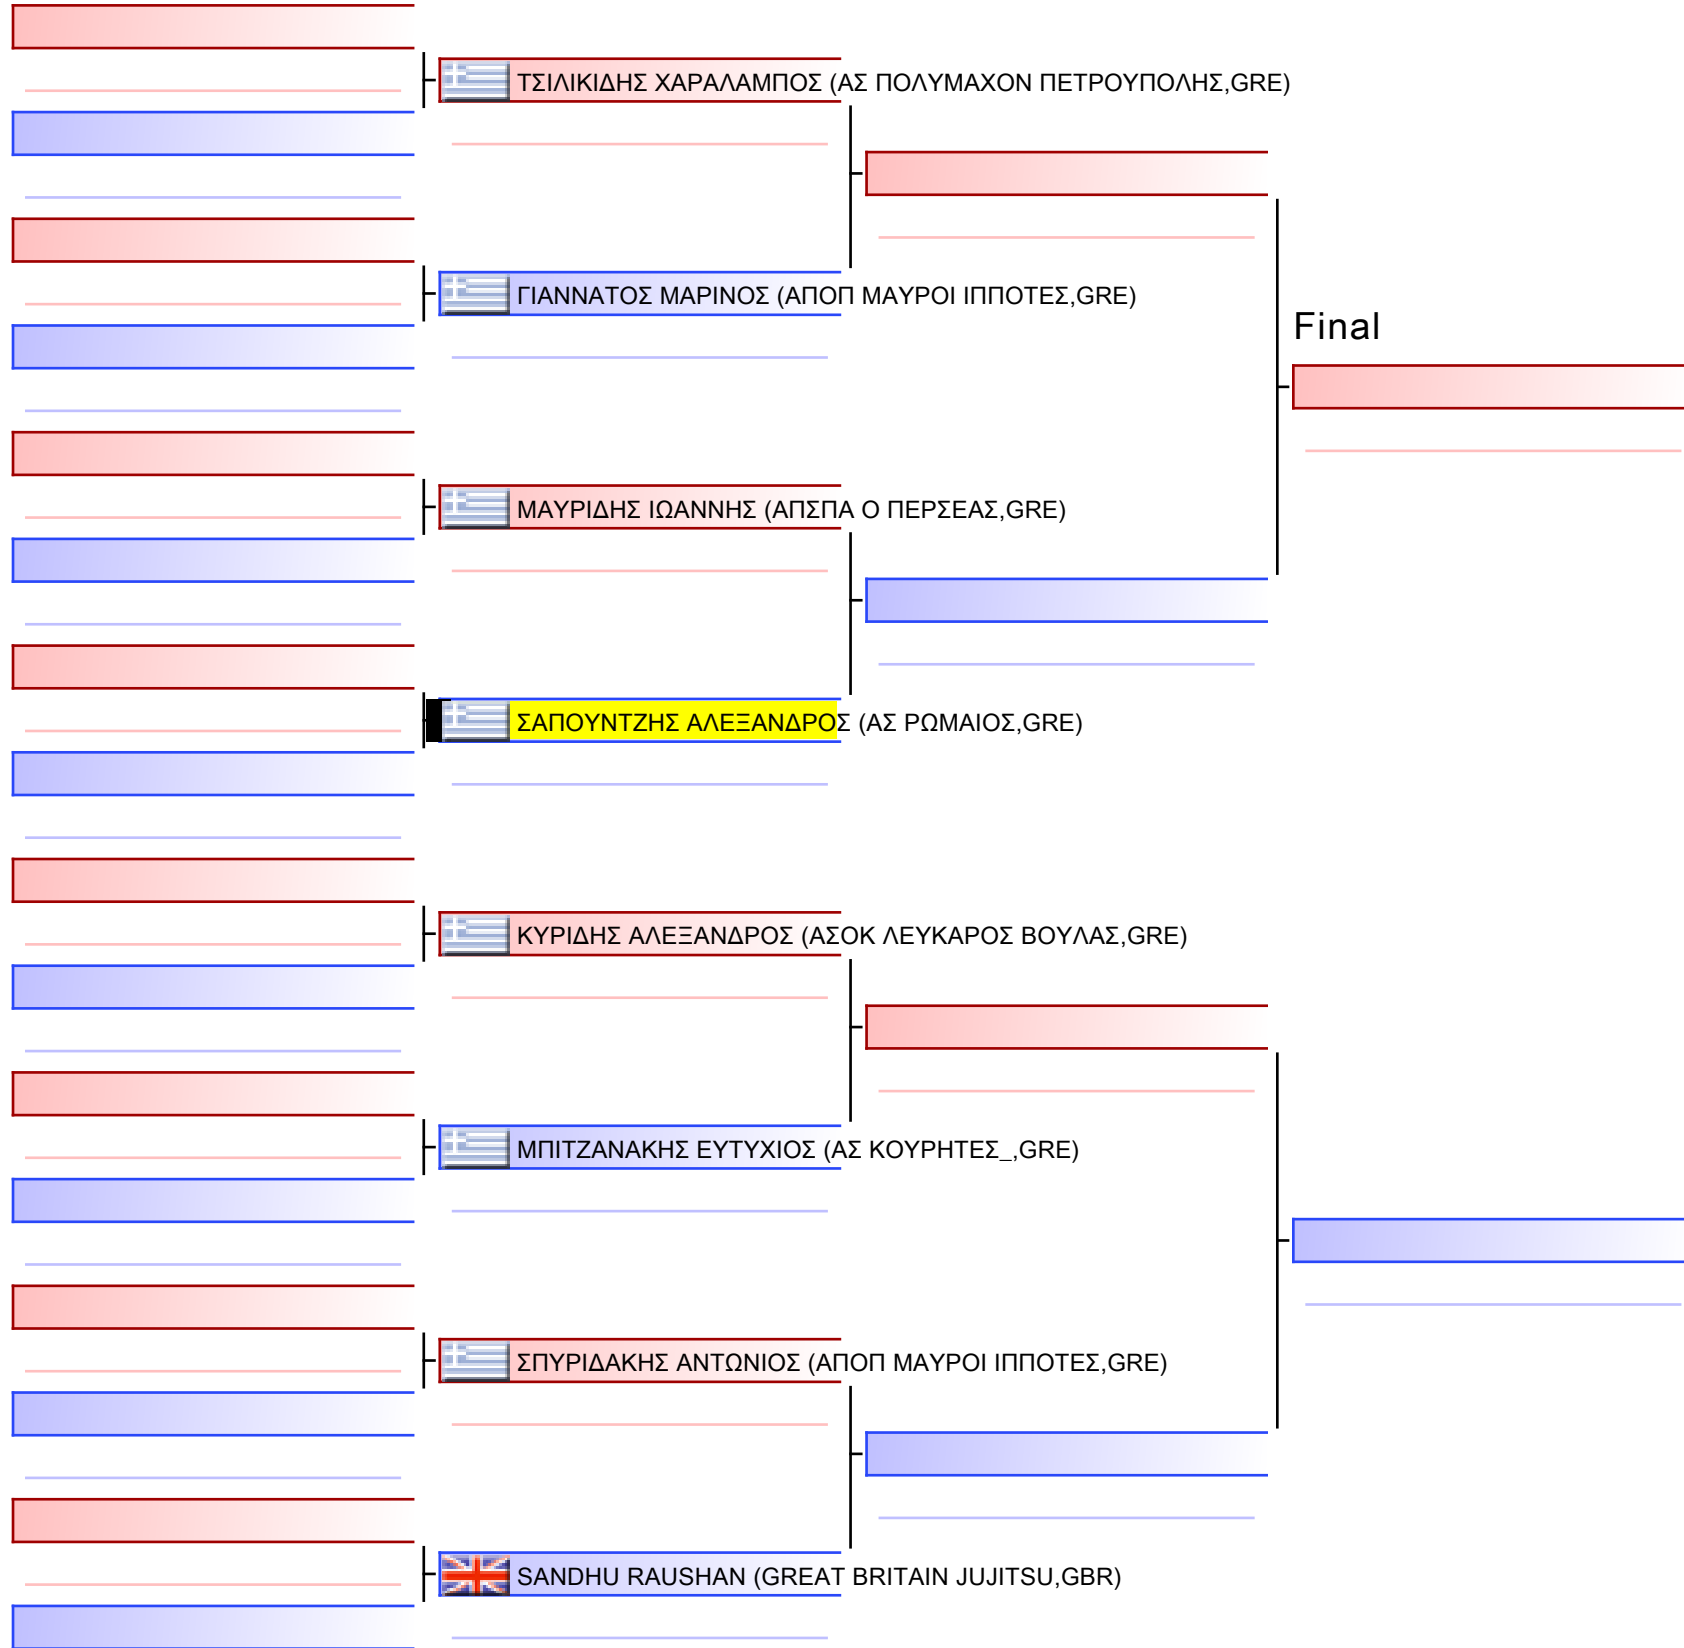 ΤΣΙΛΙΚΙΔΗΣ ΧΑΡΑΛΑΜΠΟΣ (ΑΣ ΠΟΛΥΜΑΧΟΝ ΠΕΤΡΟΥΠΟΛΗΣ,GRE)
ΓΙΑΝΝΑΤΟΣ ΜΑΡΙΝΟΣ (ΑΠΟΠ ΜΑΥΡΟΙ ΙΠΠΟΤΕΣ,GRE)
Final
ΜΑΥΡΙΔΗΣ ΙΩΑΝΝΗΣ (ΑΠΣΠΑ Ο ΠΕΡΣΕΑΣ,GRE)
ΣΑΠΟΥΝΤΖΗΣ ΑΛΕΞΑΝΔΡΟΣ (ΑΣ ΡΩΜΑΙΟΣ,GRE)
ΚΥΡΙΔΗΣ ΑΛΕΞΑΝΔΡΟΣ (ΑΣΟΚ ΛΕΥΚΑΡΟΣ ΒΟΥΛΑΣ,GRE)
ΜΠΙΤΖΑΝΑΚΗΣ ΕΥΤΥΧΙΟΣ (ΑΣ ΚΟΥΡΗΤΕΣ_,GRE)
ΣΠΥΡΙΔΑΚΗΣ ΑΝΤΩΝΙΟΣ (ΑΠΟΠ ΜΑΥΡΟΙ ΙΠΠΟΤΕΣ,GRE)
SANDHU RAUSHAN (GREAT BRITAIN JUJITSU,GBR)